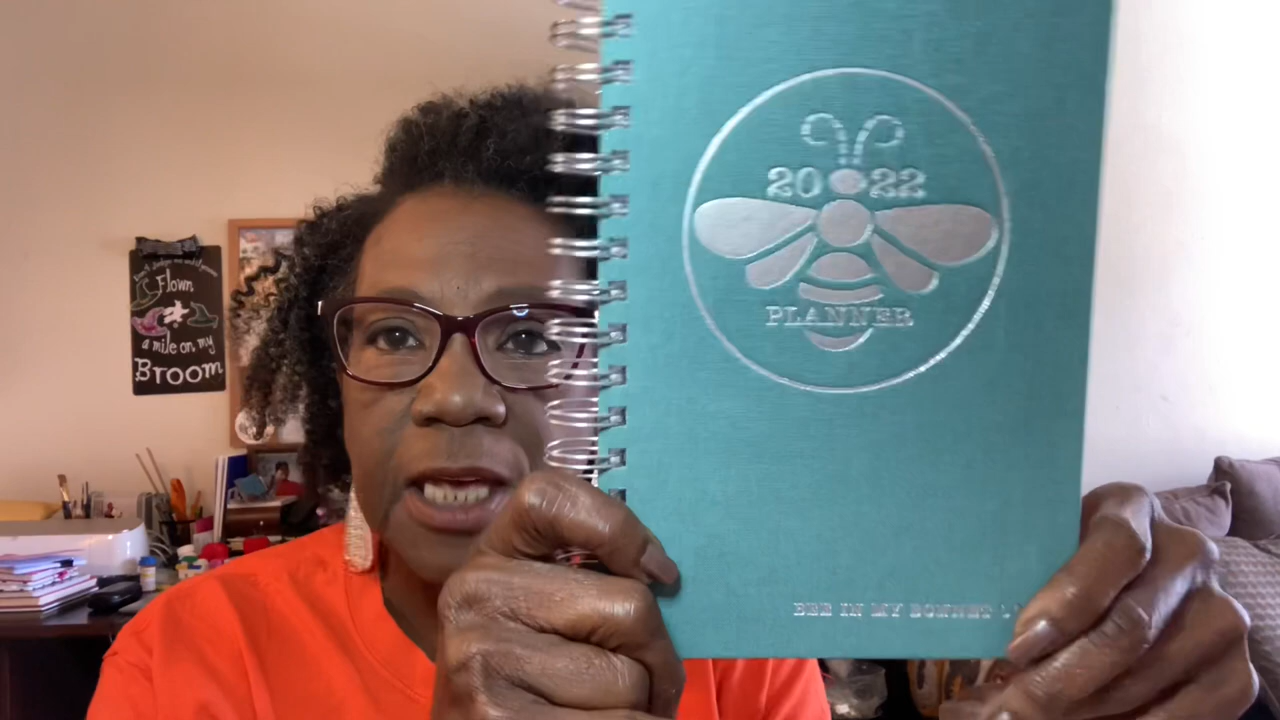 Flown
a mile on my
Broom
2022
PLANNER
BEE IN MY BONNET